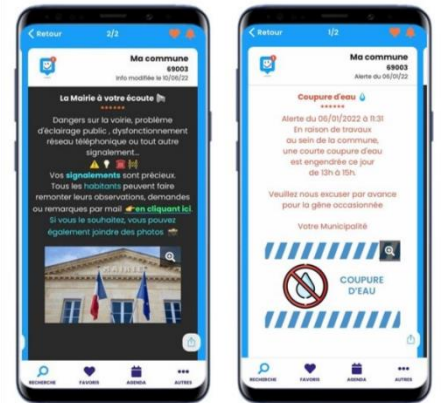 Retour
2/2
Ma commune
69003
Info modifiée le 10/06/22
La Mairie à votre écoute
Dangers sur la voirie, problème
d'éclairage public , dysfonctionnement
réseau téléphonique ou tout autre
signalement...
Vos signalements sont précieux.
Tous les habitants peuvent faire
remonter leurs observations, demandes
ou remarques par mail en cliquant ici.
Si vous le souhaitez, vous pouvez
également joindre des photos
MAIRIE
RECHERCHE
FAVORIS
AGENDA
AUTRES
Retour
1/2
Ma commune
69003
Alerte du 06/01/22
Coupure d'eau
Alerte du 06/01/2022 à 11:31
En raison de travaux
au sein de la commune,
une courte coupure d'eau
est engendrée ce jour
de 13h à 15h.
Veuillez nous excuser par avance
pour la gêne occasionnée
Votre Municipalité
COUPURE
D'EAU
RECHERCHE
FAVORIS
AGENDA
AUTRES